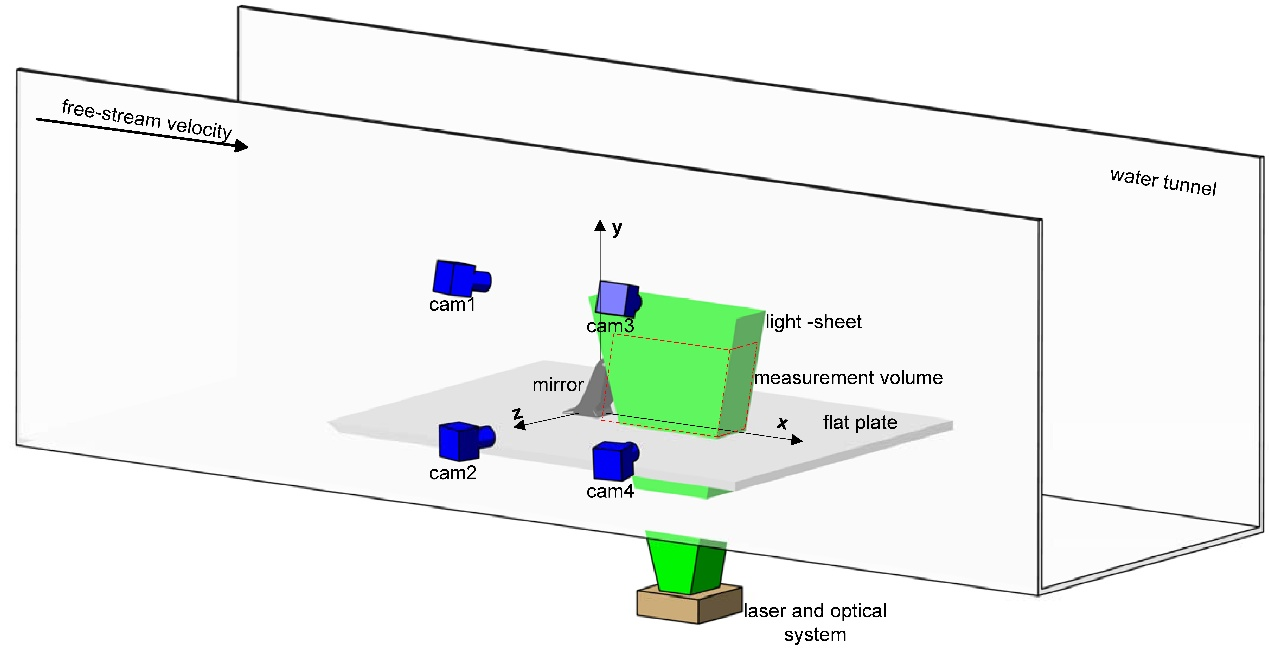 free-stream velocity
water tunnel
y
cam1
cam3
light -sheet
mirror
measurement volume
z
x
flat plate
cam2
cam4
laser and optical
system